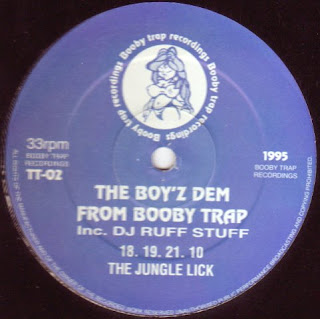 Booby trap recordings Booby trap recordings Booby trap recordings
33rpm
BOOBY TRAP
RECORDINGS
TT-02
1995
BOOBY TRAP
RECORDINGS
THE BOY'Z DEM
FROM BOOBY TRAP
Inc. DJ RUFF STUFF
18. 19. 21. 10
THE JUNGLE LICK